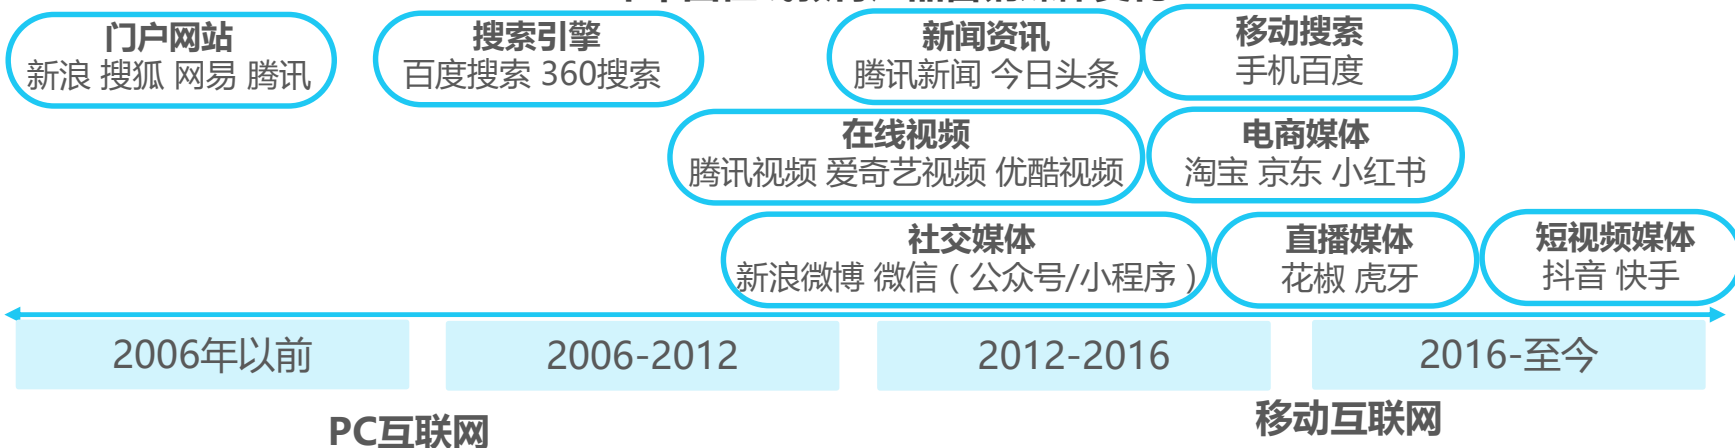 门户网站
新浪 搜狐 网易 腾讯
搜索引擎
百度搜索 360搜索
新闻资讯
腾讯新闻 今日头条
移动搜索
手机百度
在线视频
腾讯视频 爱奇艺视频 优酷视频
电商媒体
淘宝 京东 小红书
社交媒体
新浪微博 微信（公众号/小程序）
直播媒体
花椒 虎牙
短视频媒体
抖音 快手
2006年以前
2006-2012
2012-2016
2016-至今
PC互联网
移动互联网